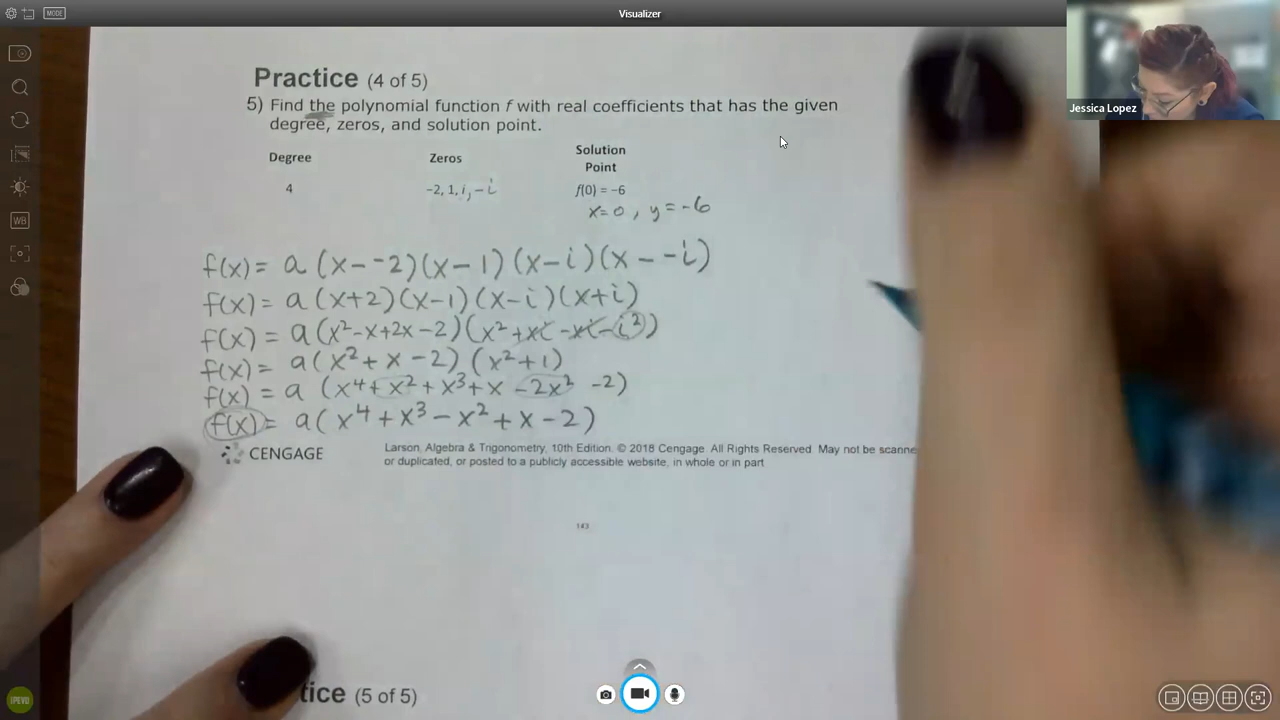 MODE
Visualizer
Jessica Lopez
WB
Practice (4 of 5)
5) Find the polynomial function f with real coefficients that has the given
degree, zeros, and solution point.
Degree Zeros Solution Point
4 -2, 1, i, -i f(0) = -6
x=0, y=-6
f(x) = a (x--2)(x-1)(x-i)(x--i)
f(x) = a(x+2)(x-1)(x-i)(x+i)
f(x) = a(x²-x+2x-2)(x²+xi-xi-i²)
f(x) = a(x²+x-2)(x²+1)
f(x) = a (x⁴+x²+x³+x-2x²-2)
f(x) = a(x⁴+x³-x²+x-2)
CENGAGE
Larson, Algebra & Trigonometry, 10th Edition. © 2018 Cengage. All Rights Reserved. May not be scanne
or duplicated, or posted to a publicly accessible website, in whole or in part
143
tice (5 of 5)
IPEVO